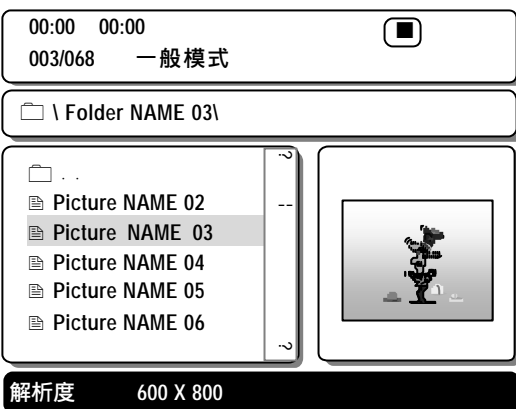 00:00 00:00
003/068 一般模式
\ Folder NAME 03\
. .
Picture NAME 02
Picture NAME 03
Picture NAME 04
Picture NAME 05
Picture NAME 06
解析度 600 X 800